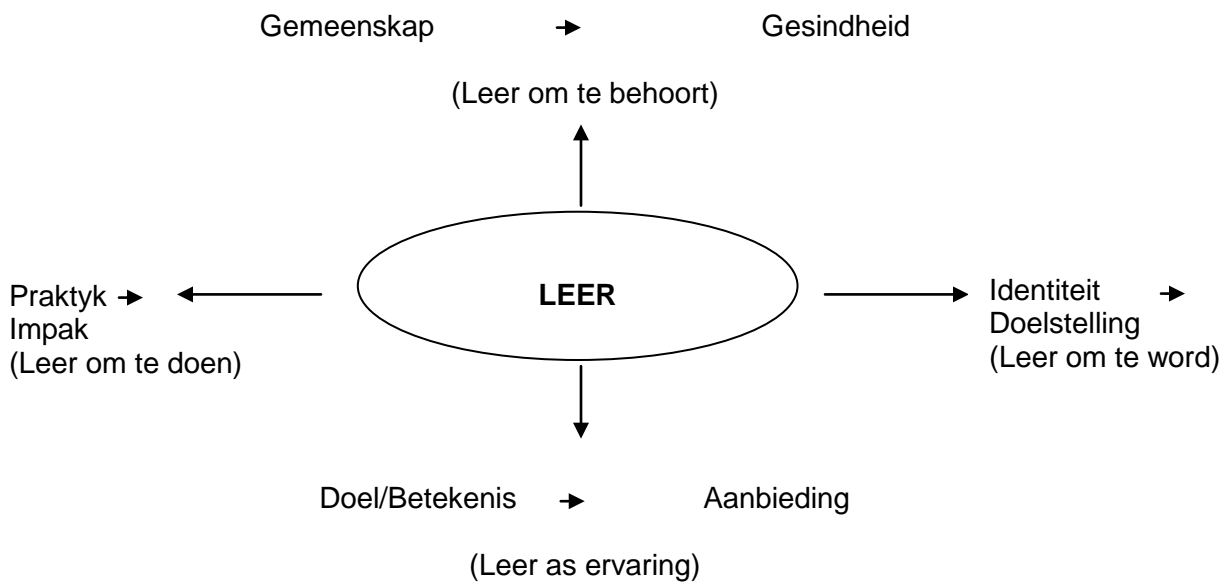 Gemeenskap → Gesindheid
(Leer om te behoort)
LEER
Praktyk →
Impak
(Leer om te doen)
Identiteit →
Doelstelling
(Leer om te word)
Doel/Betekenis → Aanbieding
(Leer as ervaring)